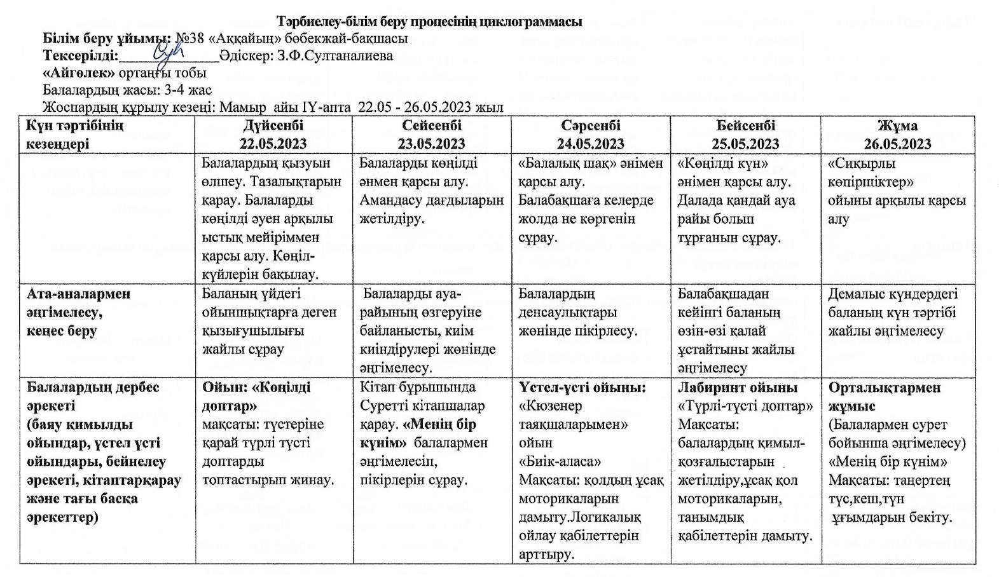 Тәрбиелеу-білім беру процесінің циклограммасы
Білім беру ұйымы: №38 «Аққайың» бөбекжай-бақшасы
Тексерілді:______________Әдіскер: З.Ф.Султаналиева
«Айгөлек» ортаңғы тобы
Балалардың жасы: 3-4 жас
Жоспардың құрылу кезеңі: Мамыр айы ІҮ-апта 22.05 - 26.05.2023 жыл
Күн тәртібінің
кезеңдері
Дүйсенбі
22.05.2023
Сейсенбі
23.05.2023
Сәрсенбі
24.05.2023
Бейсенбі
25.05.2023
Жұма
26.05.2023
Балалардың қызуын
өлшеу. Тазалықтарын
қарау. Балаларды
көңілді әуен арқылы
ыстық мейіріммен
қарсы алу. Көңіл-
күйлерін бақылау.
Балаларды көңілді
әнмен қарсы алу.
Амандасу дағдыларын
жетілдіру.
«Балалық шақ» әнімен
қарсы алу.
Балабақшаға келерде
жолда не көргенін
сұрау.
«Көңілді күн»
әнімен қарсы алу.
Далада қандай ауа
райы болып
тұрғанын сұрау.
«Сиқырлы
көпіршіктер»
ойыны арқылы қарсы
алу
Ата-аналармен
әңгімелесу,
кеңес беру
Баланың үйдегі
ойыншықтарға деген
қызығушылығы
жайлы сұрау
Балаларды ауа-
райының өзгеруіне
байланысты, киім
киіндірулері жөнінде
әңгімелесу.
Балалардың
денсаулықтары
жөнінде пікірлесу.
Балабақшадан
кейінгі баланың
өзін-өзі қалай
ұстайтыны жайлы
әңгімелесу
Демалыс күндердегі
баланың күн тәртібі
жайлы әңгімелесу
Балалардың дербес
әрекеті
(баяу қимылды
ойындар, үстел үсті
ойындары, бейнелеу
әрекеті, кітаптарқарау
және тағы басқа
әрекеттер)
Ойын: «Көңілді
доптар»
мақсаты: түстеріне
қарай түрлі түсті
доптарды
топтастырып жинау.
Кітап бұрышында
Суретті кітапшалар
қарау. «Менің бір
күнім» балалармен
әңгімелесіп,
пікірлерін сұрау.
Үстел-үсті ойыны:
«Кюзенер
таяқшаларымен»
ойын
«Биік-аласа»
Мақсаты: қолдың ұсақ
моторикаларын
дамыту.Логикалық
ойлау қабілеттерін
арттыру.
Лабиринт ойыны
«Түрлі-түсті доптар»
Мақсаты:
балалардың қимыл-
қозғалыстарын
жетілдіру,ұсақ қол
моторикаларын,
танымдық
қабілеттерін дамыту.
Орталықтармен
жұмыс
(Балалармен сурет
бойынша әңгімелесу)
«Менің бір күнім»
Мақсаты: таңертең
түс,кеш,түн
ұғымдарын бекіту.